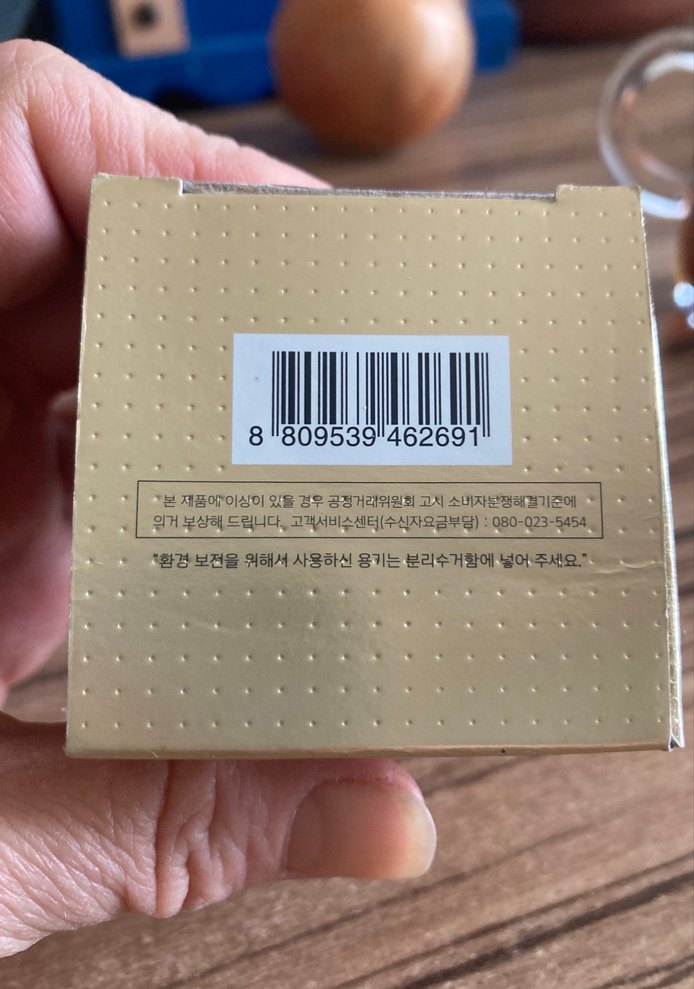 8 809539 462691
본 제품에 이상이 있을 경우 공정거래위원회 고시 소비자분쟁해결기준에
의거 보상해 드립니다. 고객서비스센터(수신자요금부담) : 080-023-5454
“환경 보전을 위해서 사용하신 용기는 분리수거함에 넣어 주세요.”